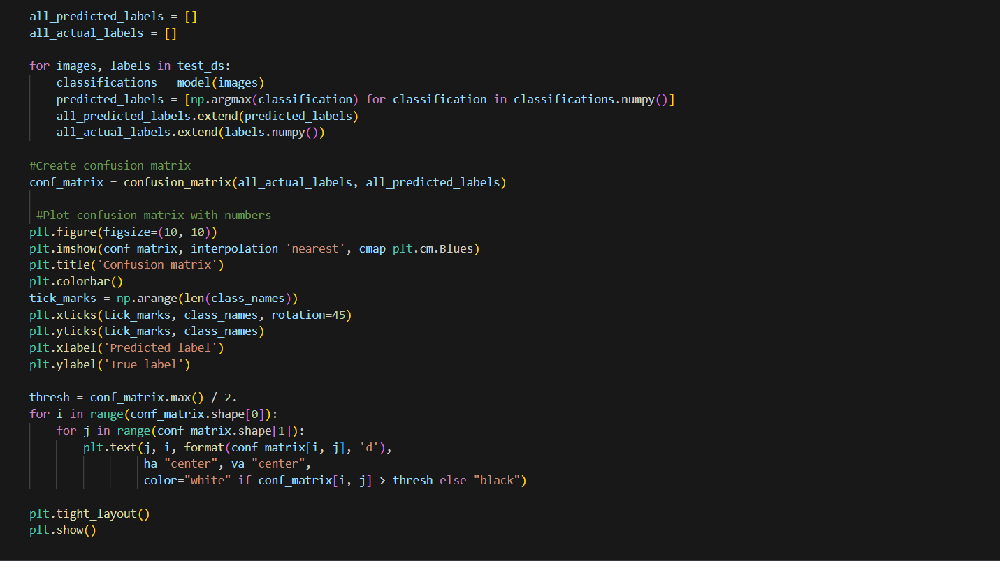 all_predicted_labels = []
all_actual_labels = []

for images, labels in test_ds:
    classifications = model(images)
    predicted_labels = [np.argmax(classification) for classification in classifications.numpy()]
    all_predicted_labels.extend(predicted_labels)
    all_actual_labels.extend(labels.numpy())

#Create confusion matrix
conf_matrix = confusion_matrix(all_actual_labels, all_predicted_labels)

 #Plot confusion matrix with numbers
plt.figure(figsize=(10, 10))
plt.imshow(conf_matrix, interpolation='nearest', cmap=plt.cm.Blues)
plt.title('Confusion matrix')
plt.colorbar()
tick_marks = np.arange(len(class_names))
plt.xticks(tick_marks, class_names, rotation=45)
plt.yticks(tick_marks, class_names)
plt.xlabel('Predicted label')
plt.ylabel('True label')

thresh = conf_matrix.max() / 2.
for i in range(conf_matrix.shape[0]):
    for j in range(conf_matrix.shape[1]):
        plt.text(j, i, format(conf_matrix[i, j], 'd'),
                 ha="center", va="center",
                 color="white" if conf_matrix[i, j] > thresh else "black")

plt.tight_layout()
plt.show()